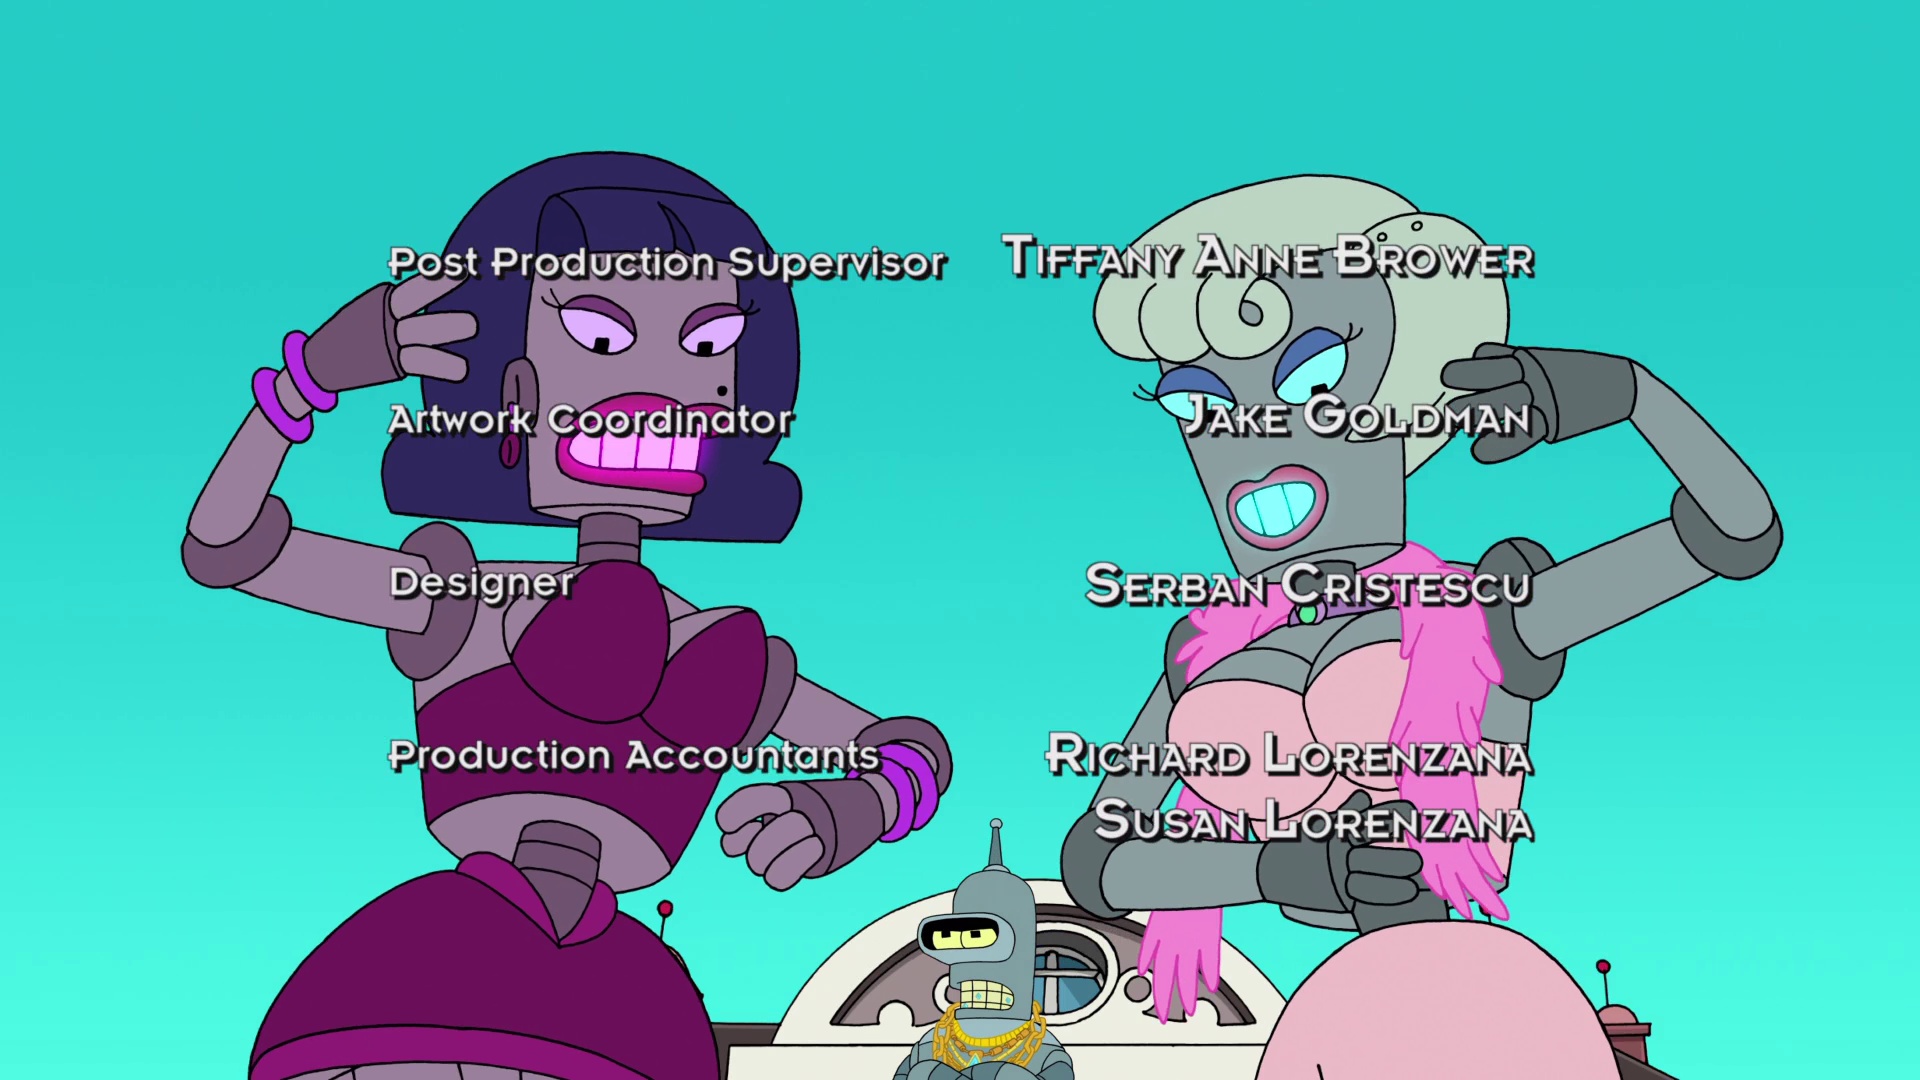 Post Production Supervisor Tiffany Anne Brower
Artwork Coordinator Jake Goldman
Designer Serban Cristescu
Production Accountants Richard Lorenzana
Susan Lorenzana